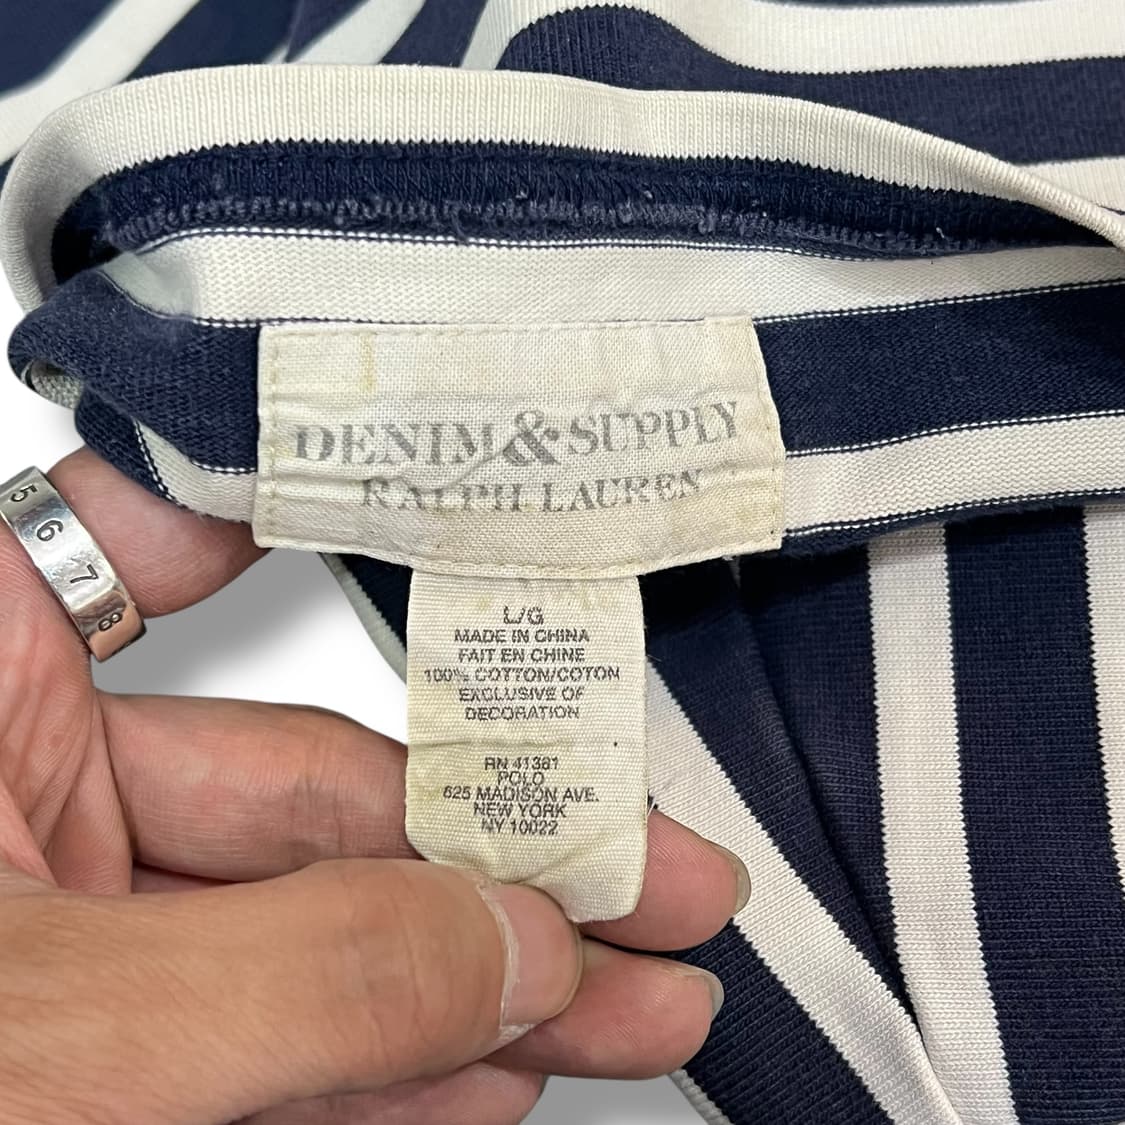 DENIM & SUPPLY
RALPH LAUREN
L/G
MADE IN CHINA
FAIT EN CHINE
100% COTTON/COTON
EXCLUSIVE OF
DECORATION
RN 41381
POLO
625 MADISON AVE.
NEW YORK
NY 10022
5 6 7 8